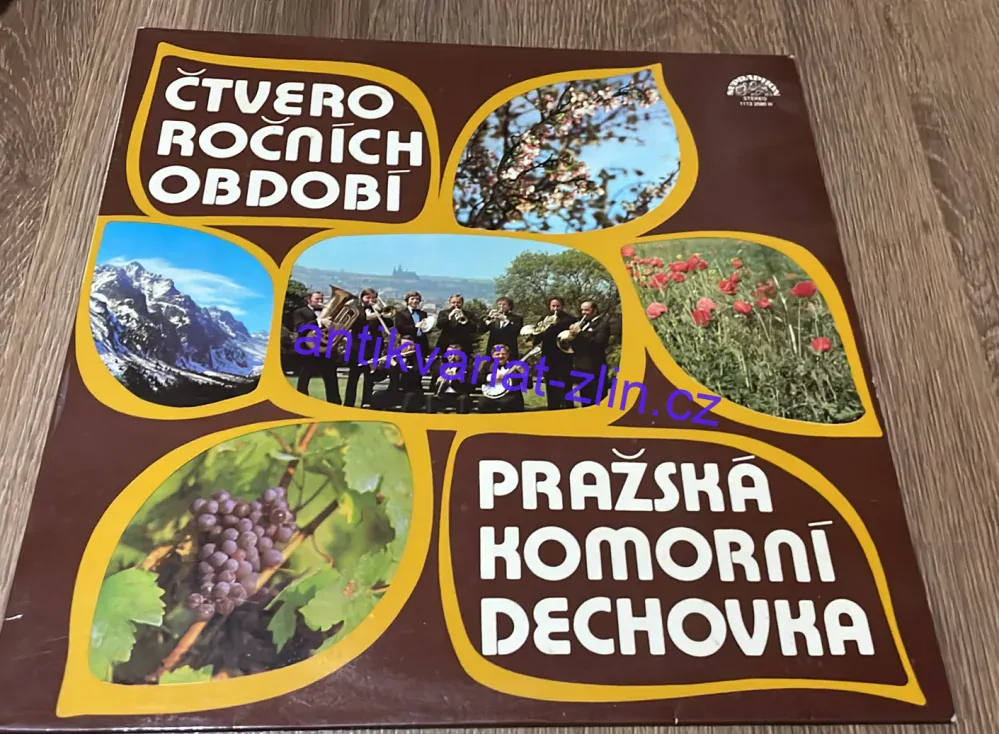 ČTVERO
ROČNÍCH
OBDOBÍ
SUPRAPHON
STEREO
antikvariat-zlin.cz
PRAŽSKÁ
KOMORNÍ
DECHOVKA